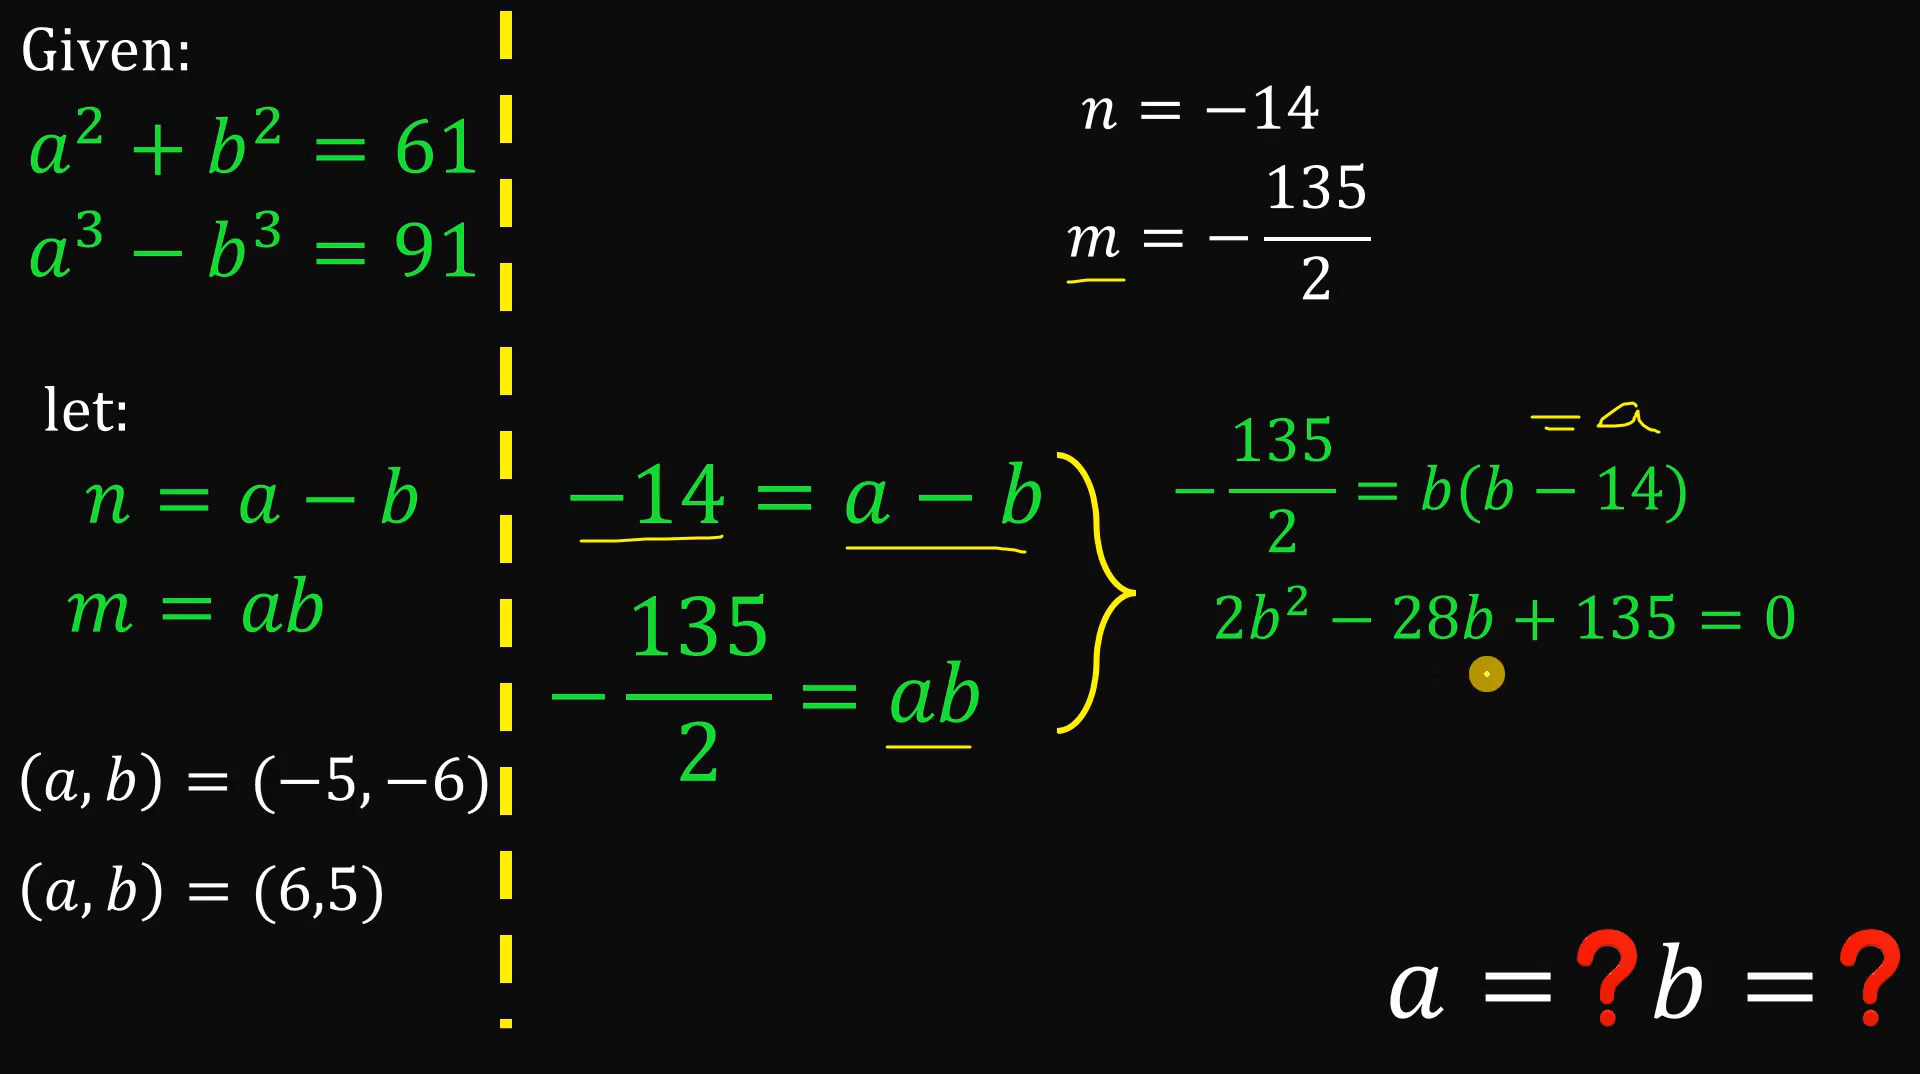 Given:
a² + b² = 61
a³ − b³ = 91
let:
n = a − b
m = ab
(a, b) = (−5, −6)
(a, b) = (6,5)
n = −14
m = −135/2
−14 = a − b
−135/2 = ab
= a
−135/2 = b(b − 14)
2b² − 28b + 135 = 0
a =❓b =❓